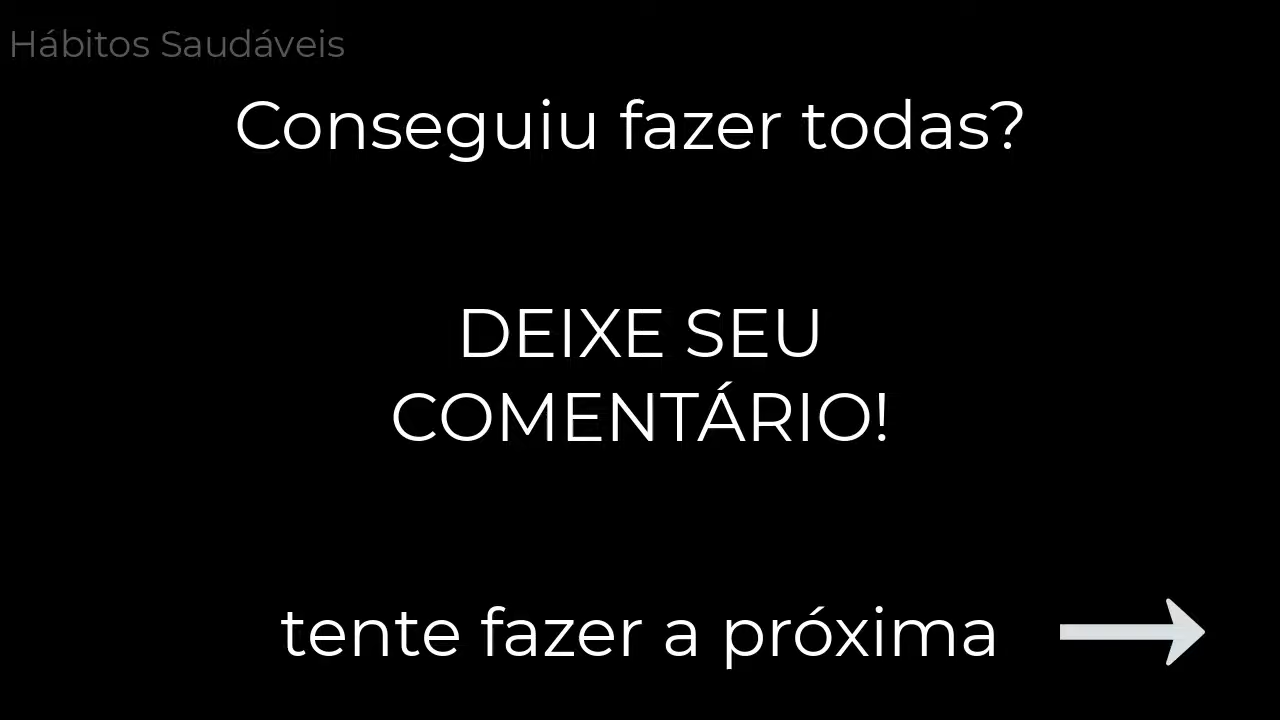 Hábitos Saudáveis
Conseguiu fazer todas?
DEIXE SEU
COMENTÁRIO!
tente fazer a próxima